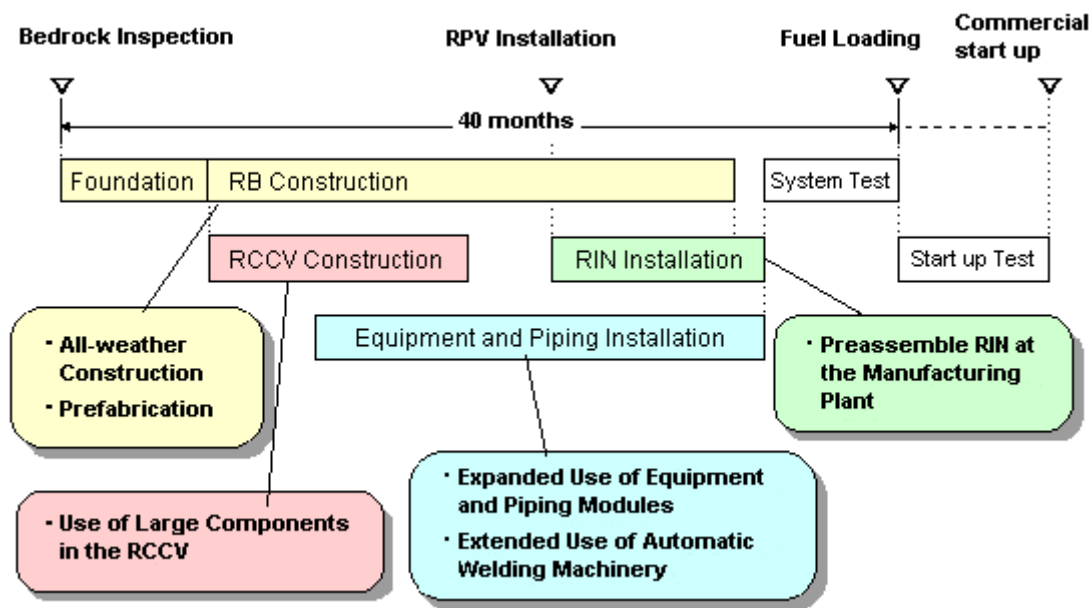 Bedrock Inspection
RPV Installation
Fuel Loading
Commercial
start up
40 months
Foundation
RB Construction
System Test
RCCV Construction
RIN Installation
Start up Test
Equipment and Piping Installation
· All-weather
Construction
· Prefabrication
· Preassemble RIN at
the Manufacturing
Plant
· Use of Large Components
in the RCCV
· Expanded Use of Equipment
and Piping Modules
· Extended Use of Automatic
Welding Machinery